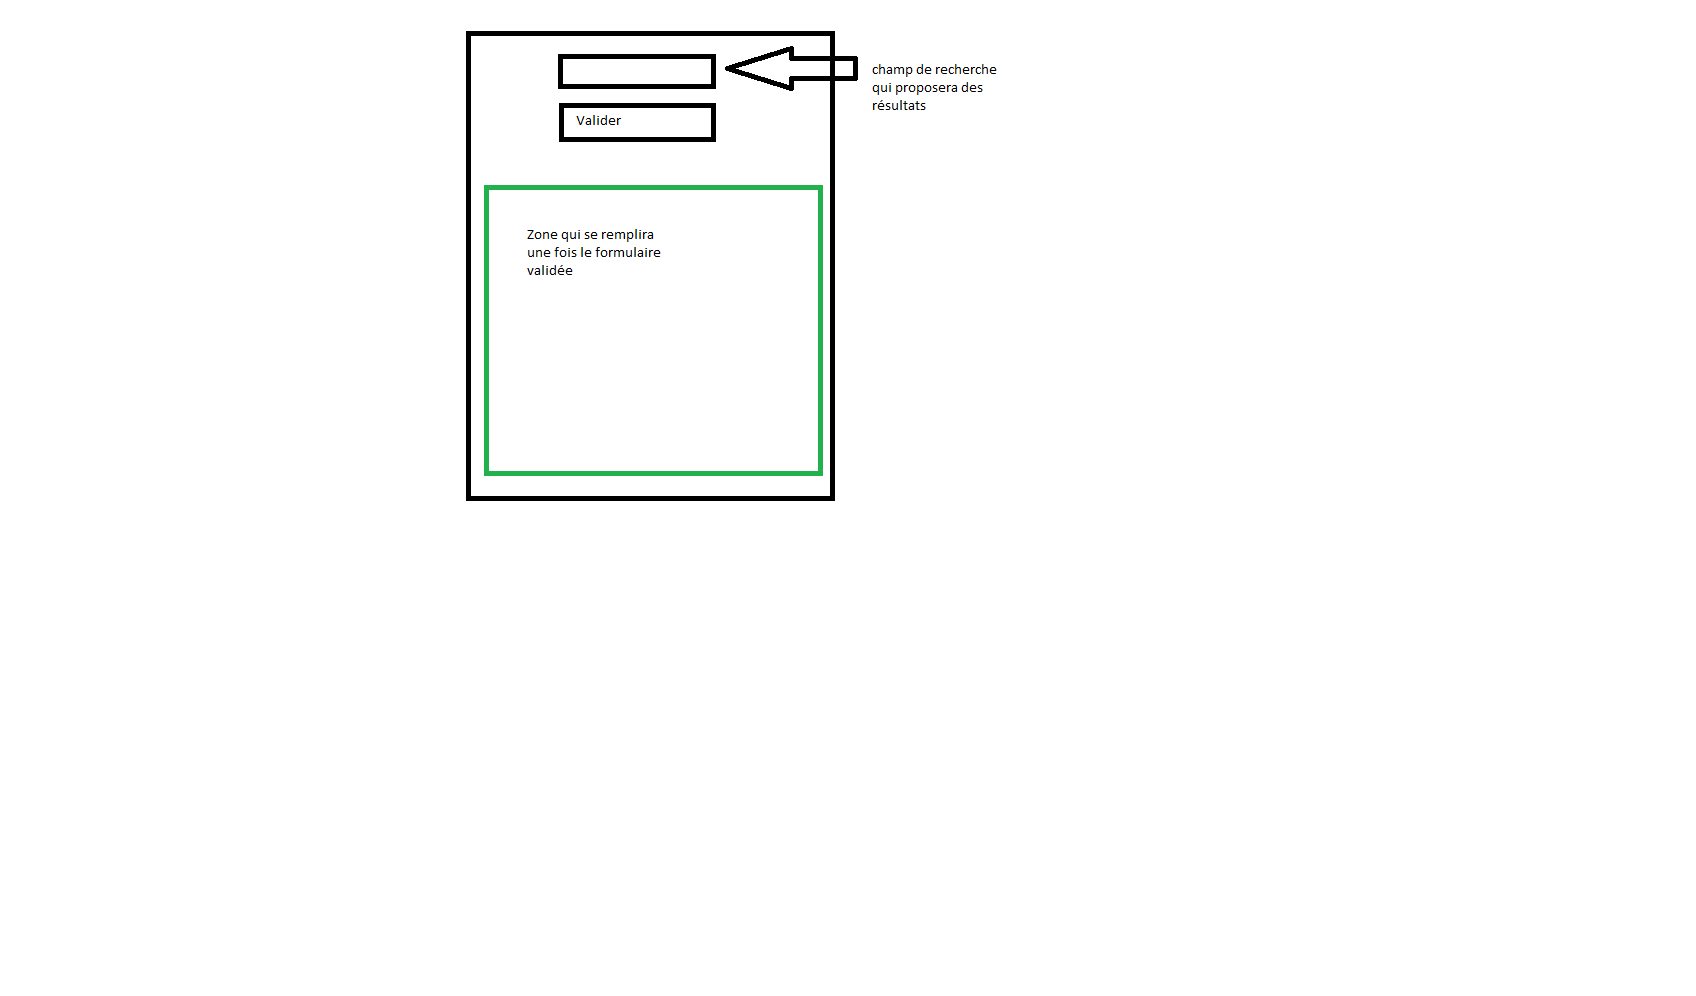 champ de recherche
qui proposera des
résultats
Valider
Zone qui se remplira
une fois le formulaire
validée